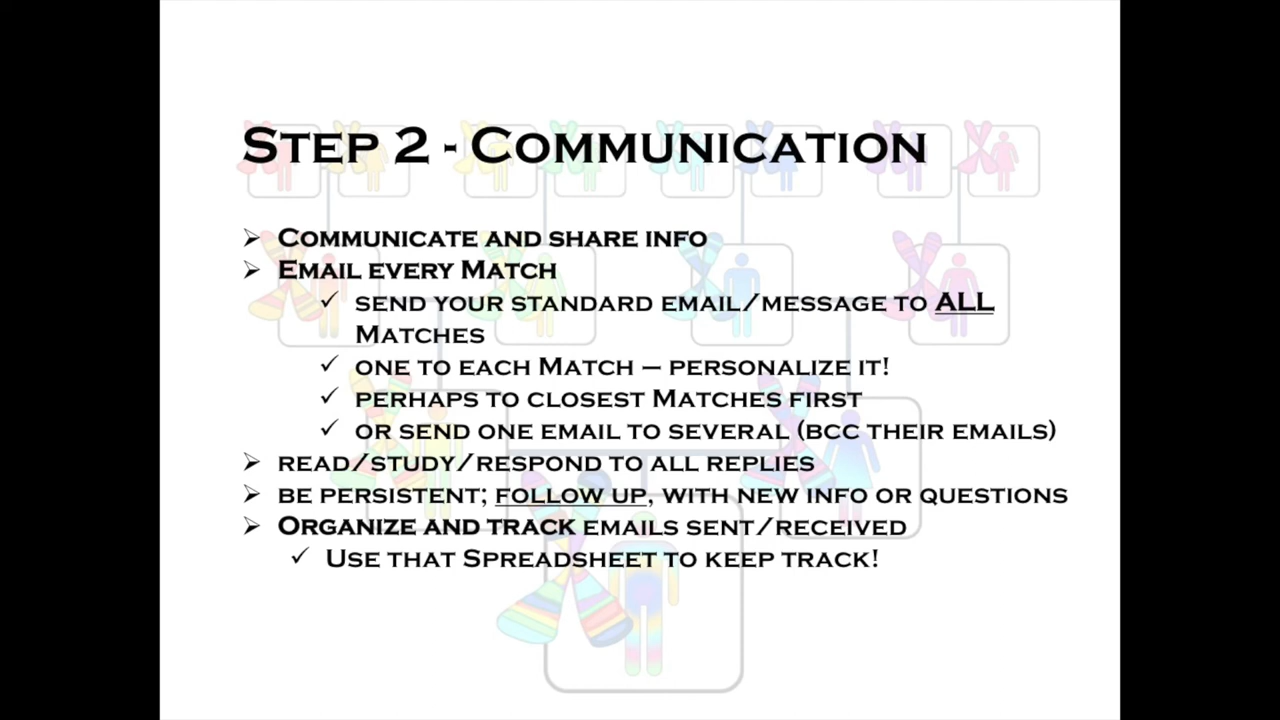 Step 2 - Communication
➢ Communicate and share info
➢ Email every Match
✓ send your standard email/message to ALL
Matches
✓ one to each Match – personalize it!
✓ perhaps to closest Matches first
✓ or send one email to several (bcc their emails)
➢ read/study/respond to all replies
➢ be persistent; follow up, with new info or questions
➢ Organize and track emails sent/received
✓ Use that Spreadsheet to keep track!